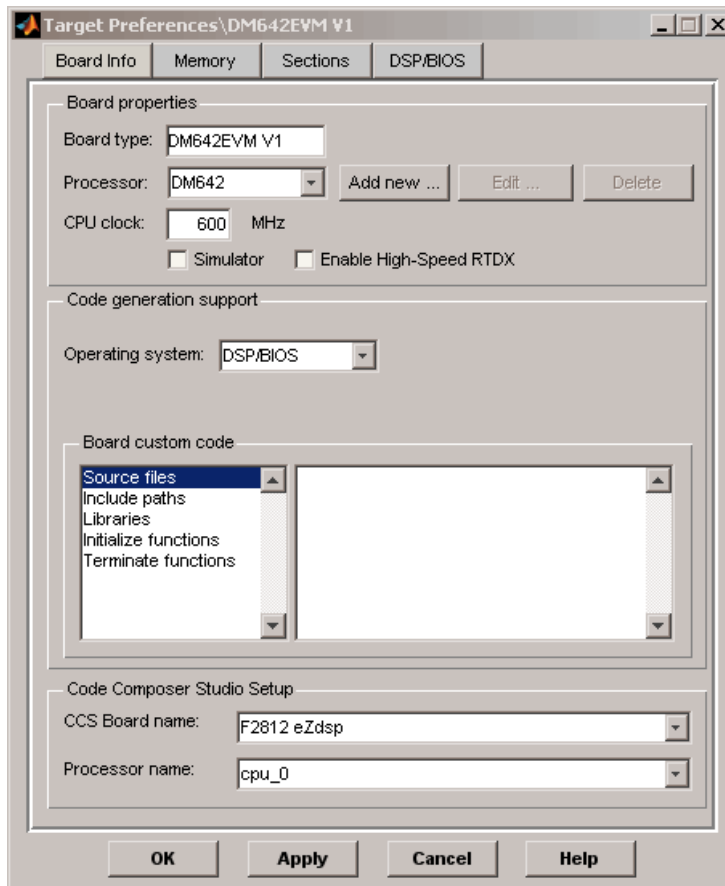 Target Preferences\DM642EVM V1
Board Info Memory Sections DSP/BIOS
Board properties
Board type: DM642EVM V1
Processor: DM642 Add new ... Edit ... Delete
CPU clock: 600 MHz
Simulator Enable High-Speed RTDX
Code generation support
Operating system: DSP/BIOS
Board custom code
Source files
Include paths
Libraries
Initialize functions
Terminate functions
Code Composer Studio Setup
CCS Board name: F2812 eZdsp
Processor name: cpu_0
OK Apply Cancel Help